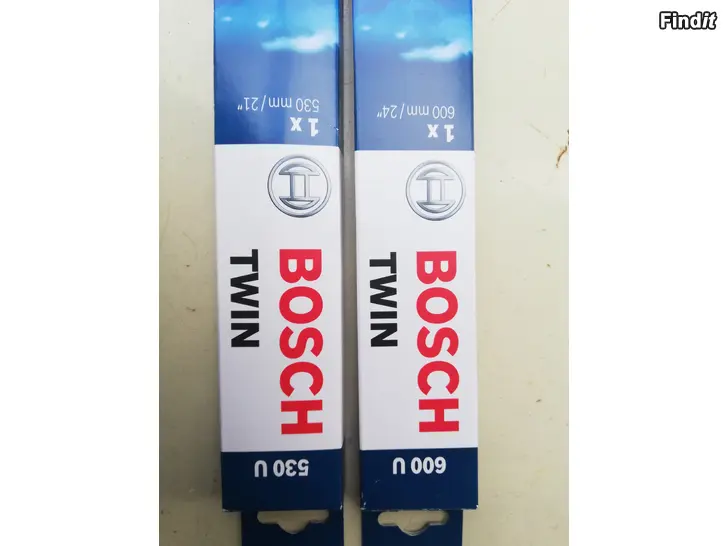 Findit
1 x
530 mm/21"
BOSCH
TWIN
530 U
1 x
600 mm/24"
BOSCH
TWIN
600 U